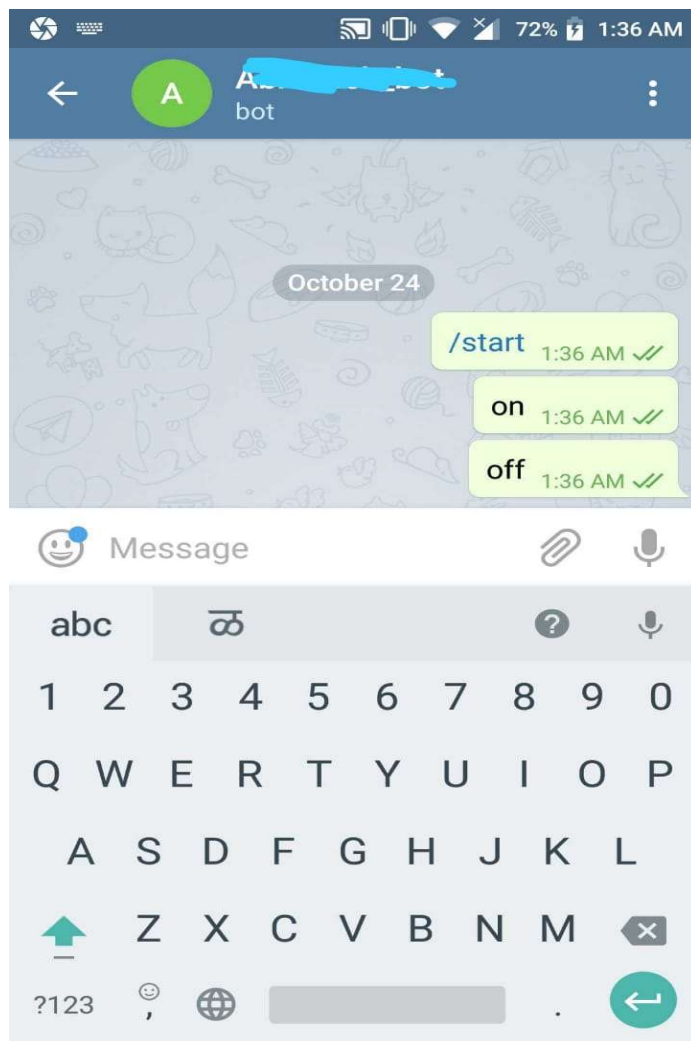 72% 1:36 AM
A
bot
October 24
/start 1:36 AM
on 1:36 AM
off 1:36 AM
Message
abc ळ ?
1 2 3 4 5 6 7 8 9 0
Q W E R T Y U I O P
A S D F G H J K L
Z X C V B N M
?123 , .